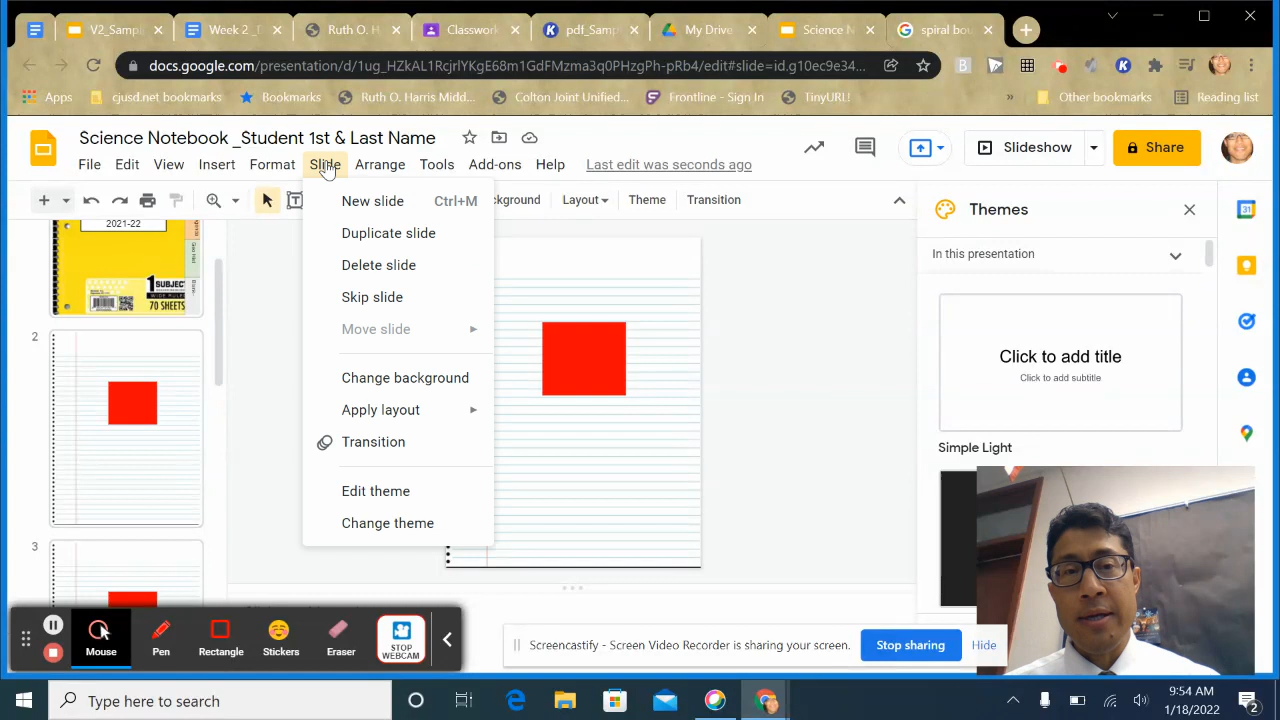 V2_Sampl
Week 2 _
Ruth O. H
Classwork
pdf_Samp
My Drive
Science N
spiral bou
docs.google.com/presentation/d/1ug_HZkAL1RcjrlYKgE68m1GdFMzma3q0PHzgPh-pRb4/edit#slide=id.g10ec9e34...
Apps
cjusd.net bookmarks
Bookmarks
Ruth O. Harris Midd...
Colton Joint Unified...
Frontline - Sign In
TinyURL!
»
Other bookmarks
Reading list
Science Notebook _Student 1st & Last Name
Slideshow
Share
File Edit View Insert Format Slide Arrange Tools Add-ons Help Last edit was seconds ago
ckground Layout Theme Transition
New slide Ctrl+M
Duplicate slide
Delete slide
Skip slide
Move slide
Change background
Apply layout
Transition
Edit theme
Change theme
2021-22
1 SUBJECT
WIDE RULED
70 SHEETS
2
3
Themes
In this presentation
Click to add title
Click to add subtitle
Simple Light
Mouse
Pen
Rectangle
Stickers
Eraser
STOP
WEBCAM
Screencastify - Screen Video Recorder is sharing your screen.
Stop sharing
Hide
Type here to search
9:54 AM
1/18/2022
2